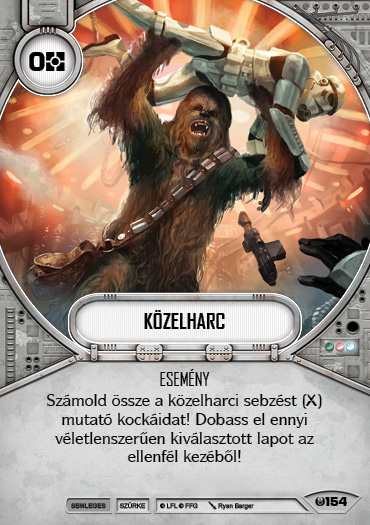 0
KÖZELHARC
ESEMÉNY
Számold össze a közelharci sebzést (X)
mutató kockáidat! Dobass el ennyi
véletlenszerűen kiválasztott lapot az
ellenfél kezéből!
SEMLEGES SZÜRKE © LFL © FFG Ryan Barger 154